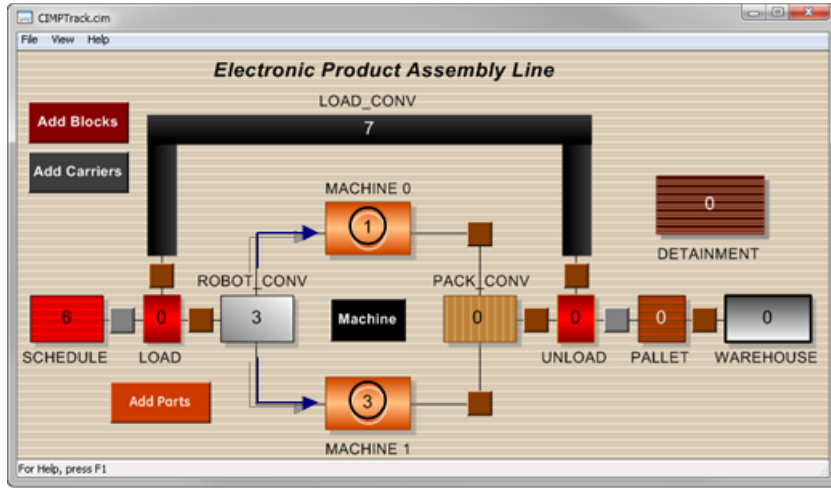 CIMPTrack.cim
File View Help
Electronic Product Assembly Line
LOAD_CONV
7
Add Blocks
Add Carriers
MACHINE 0
1
0
DETAINMENT
ROBOT_CONV
PACK_CONV
6
0
3
Machine
0
0
0
0
SCHEDULE
LOAD
UNLOAD
PALLET
WAREHOUSE
Add Parts
3
MACHINE 1
For Help, press F1